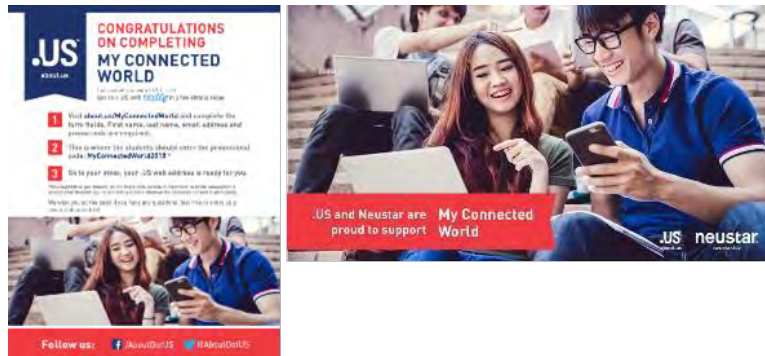 .US
about.us
CONGRATULATIONS
ON COMPLETING
MY CONNECTED
WORLD
1 Visit about.us/MyConnectedWorld and complete the
form fields. First name, last name, email address and
promo code are required.
2 This is where the students should enter the promotional
code: MyConnectedWorld2018 *
3 Go to your email, your .US web address is ready for you.
Follow us: /AboutDotUS @AboutDotUS
.US and Neustar are
proud to support
My Connected
World
.US
about.us
neustar